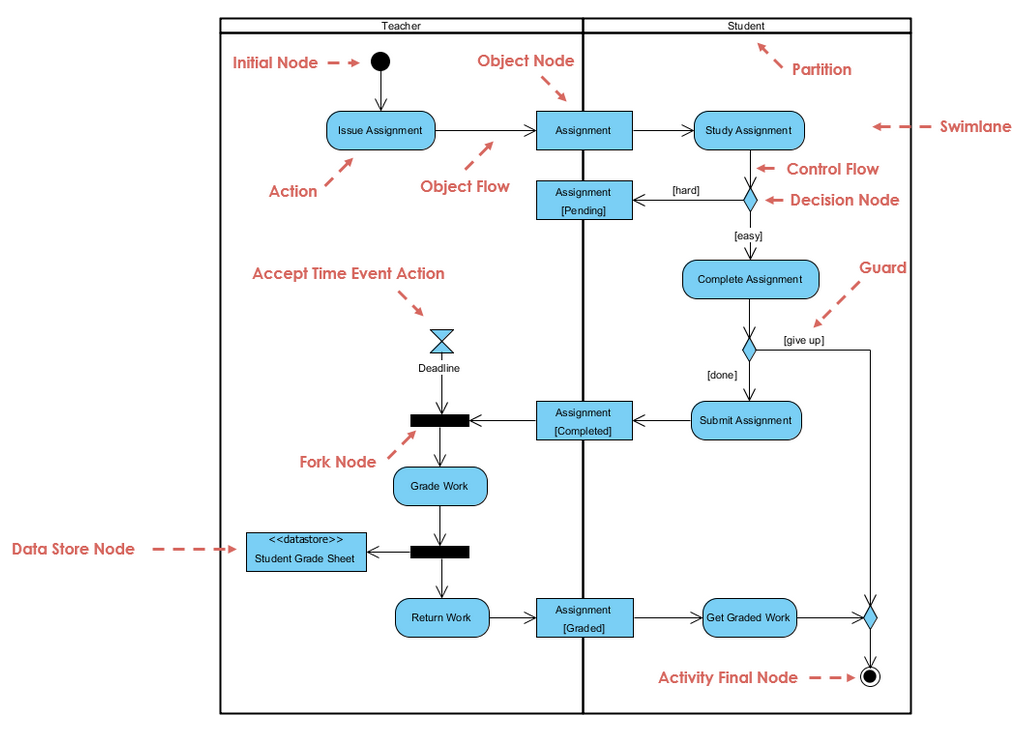 Teacher
Student
Initial Node
Object Node
Partition
Issue Assignment
Assignment
Study Assignment
Swimlane
Action
Object Flow
Control Flow
Assignment
[Pending]
[hard]
Decision Node
[easy]
Accept Time Event Action
Complete Assignment
Guard
[give up]
Deadline
[done]
Assignment
[Completed]
Submit Assignment
Fork Node
Grade Work
Data Store Node
<<datastore>>
Student Grade Sheet
Return Work
Assignment
[Graded]
Get Graded Work
Activity Final Node